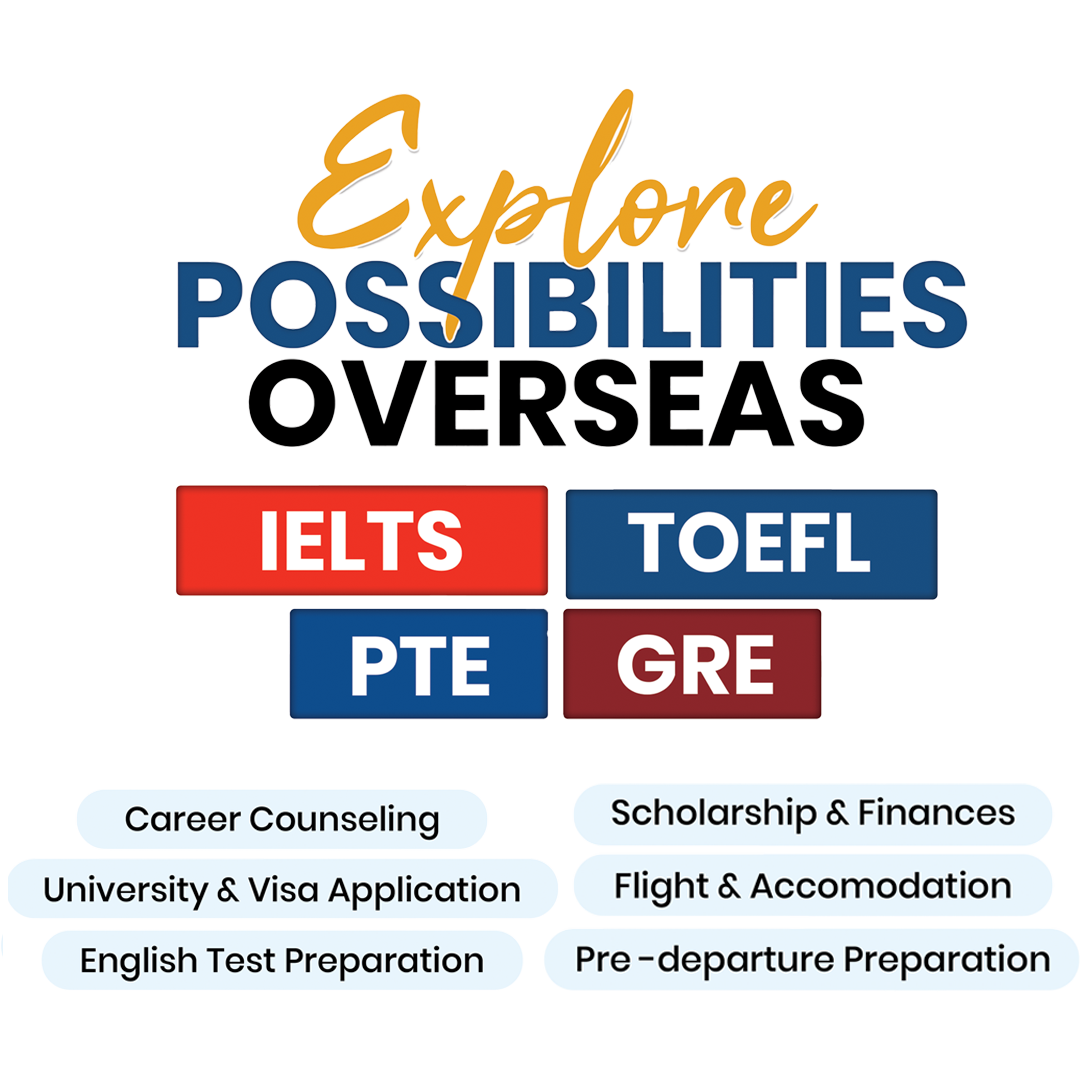 Explore
POSSIBILITIES
OVERSEAS
IELTS
TOEFL
PTE
GRE
Career Counseling
Scholarship & Finances
University & Visa Application
Flight & Accomodation
English Test Preparation
Pre -departure Preparation